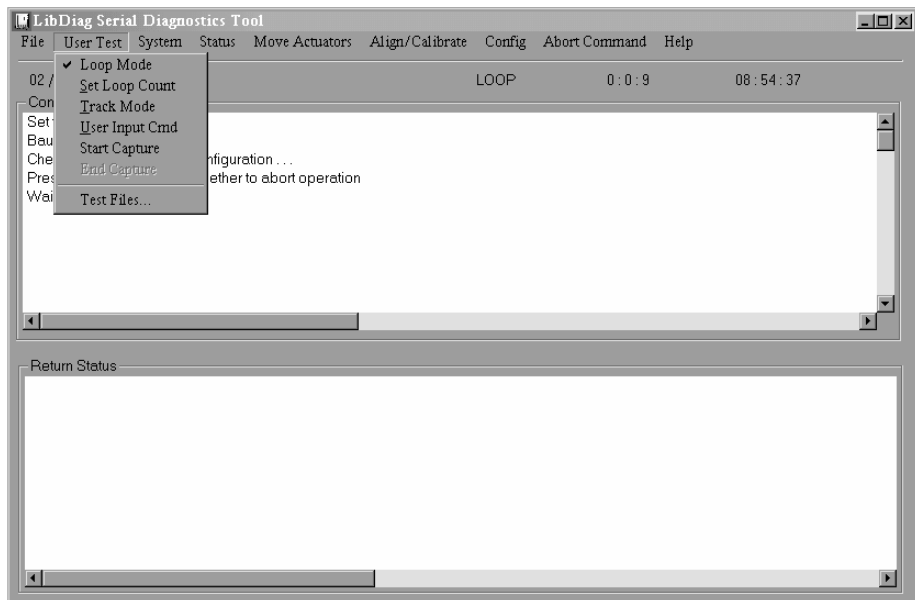 LibDiag Serial Diagnostics Tool
File User Test System Status Move Actuators Align/Calibrate Config Abort Command Help
02 / LOOP 0 : 0 : 9 08 : 54 : 37
Loop Mode
Set Loop Count
Track Mode
User Input Cmd
Start Capture
End Capture
Test Files...
Con
Set
Bau
Che nfiguration . . .
Pres ether to abort operation
Wai
Return Status